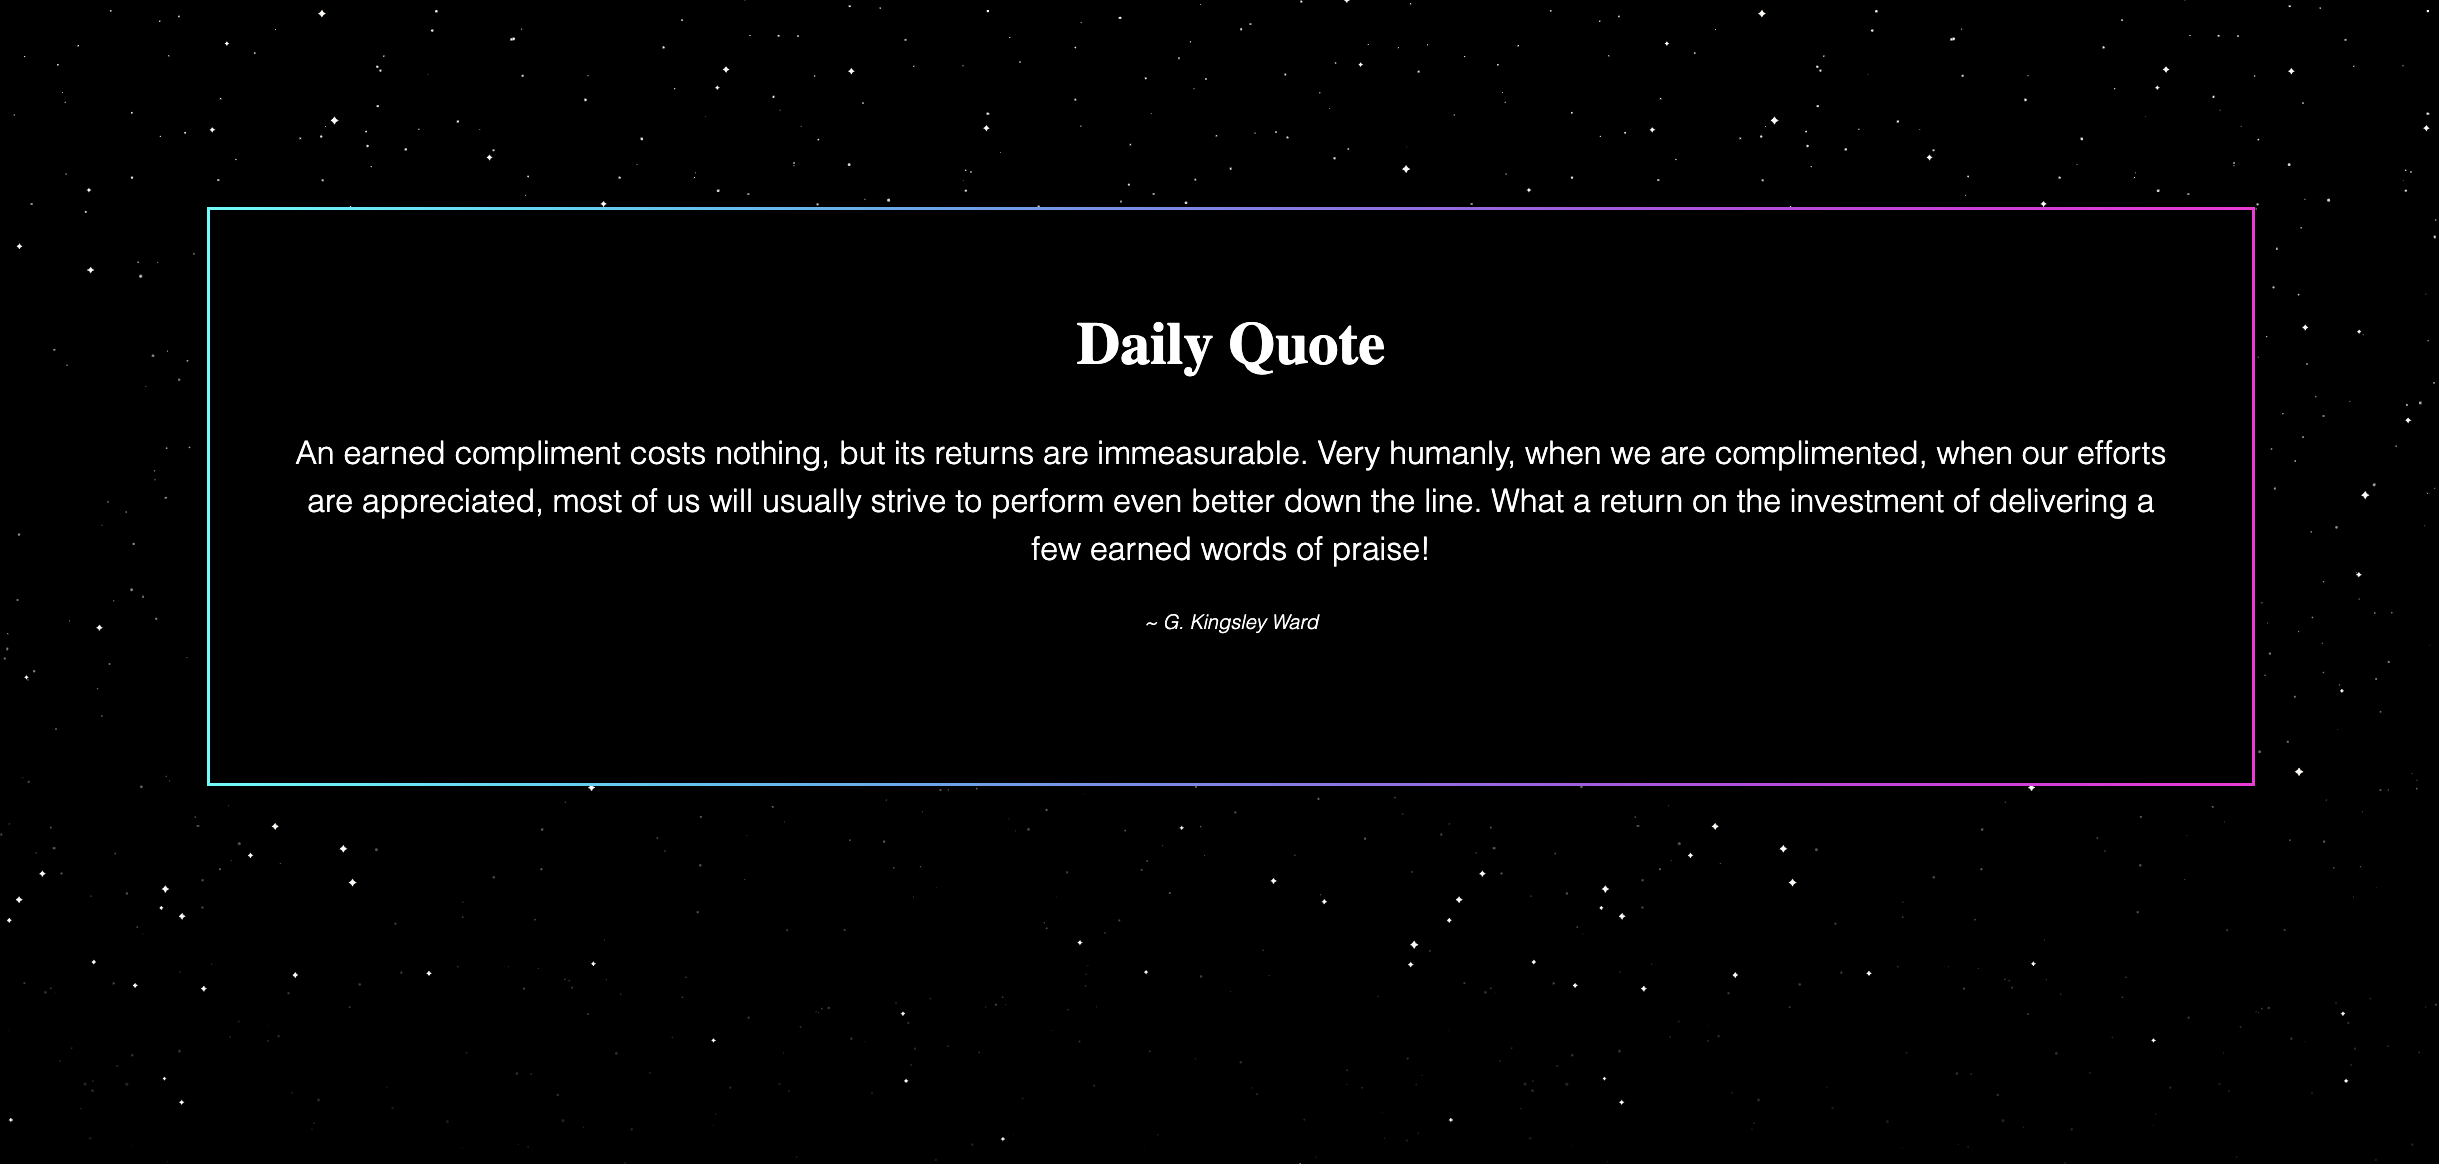 Daily Quote
An earned compliment costs nothing, but its returns are immeasurable. Very humanly, when we are complimented, when our efforts
are appreciated, most of us will usually strive to perform even better down the line. What a return on the investment of delivering a
few earned words of praise!
~ G. Kingsley Ward